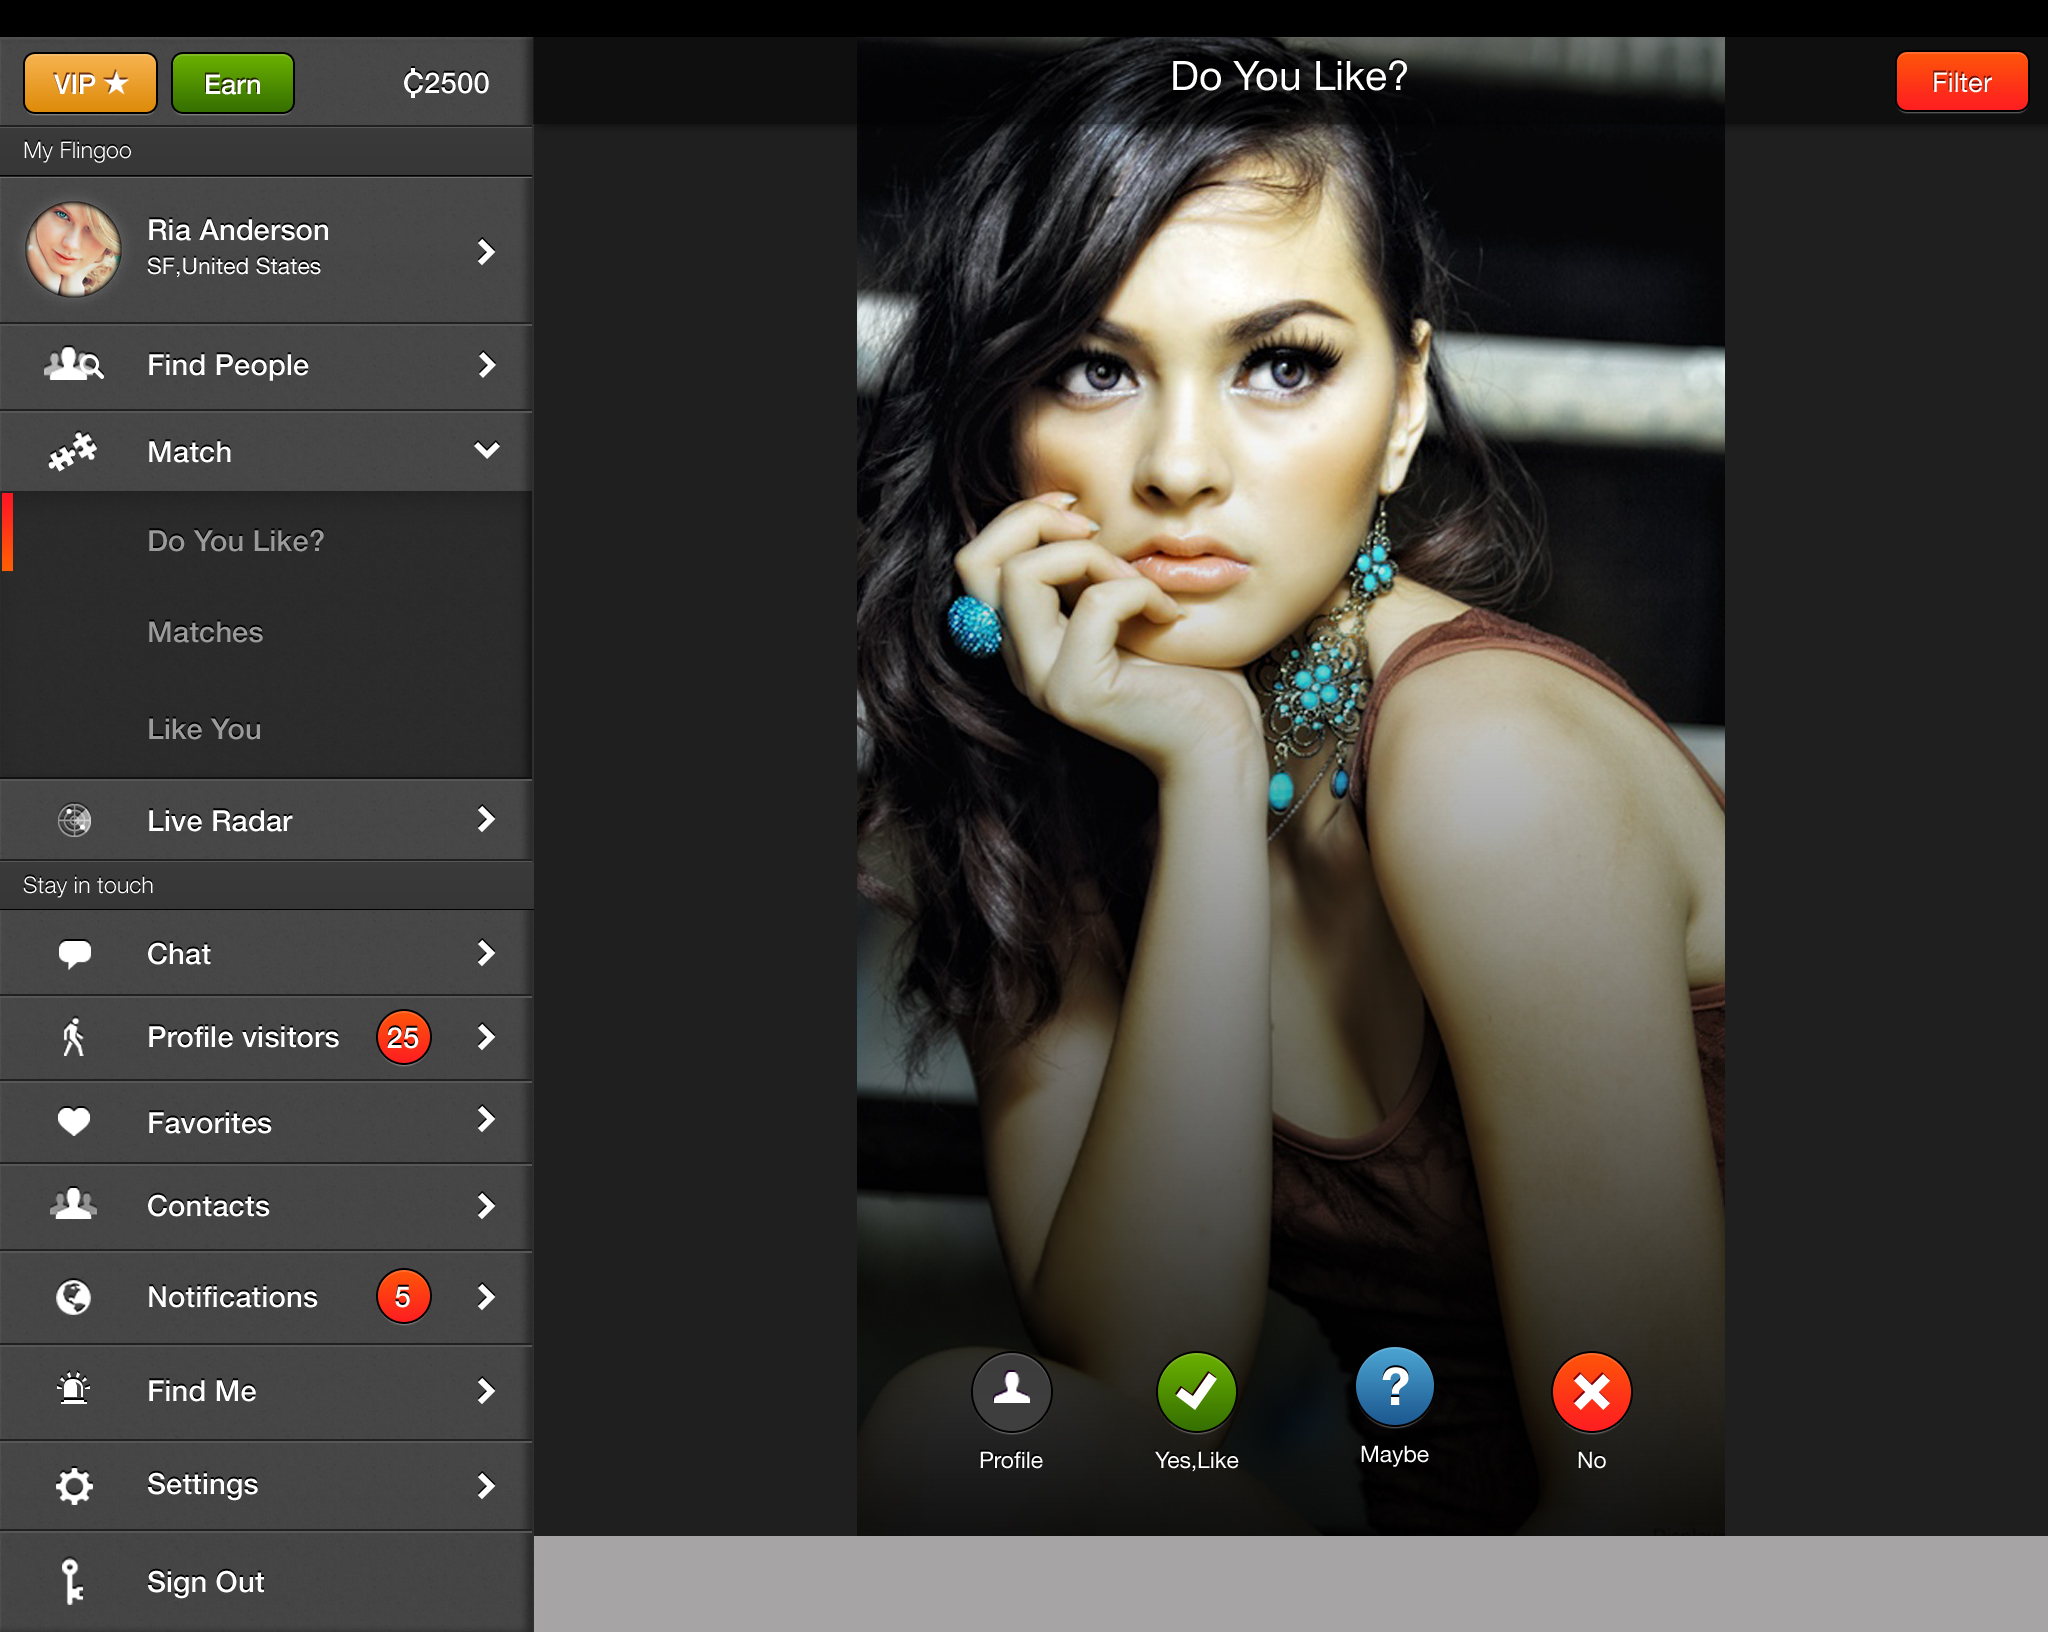 VIP ★
Earn
₵2500
Do You Like?
Filter
My Flingoo
Ria Anderson
SF,United States
Find People
Match
Do You Like?
Matches
Like You
Live Radar
Stay in touch
Chat
Profile visitors
25
Favorites
Contacts
Notifications
5
Find Me
Settings
Sign Out
Profile
Yes,Like
?
Maybe
No